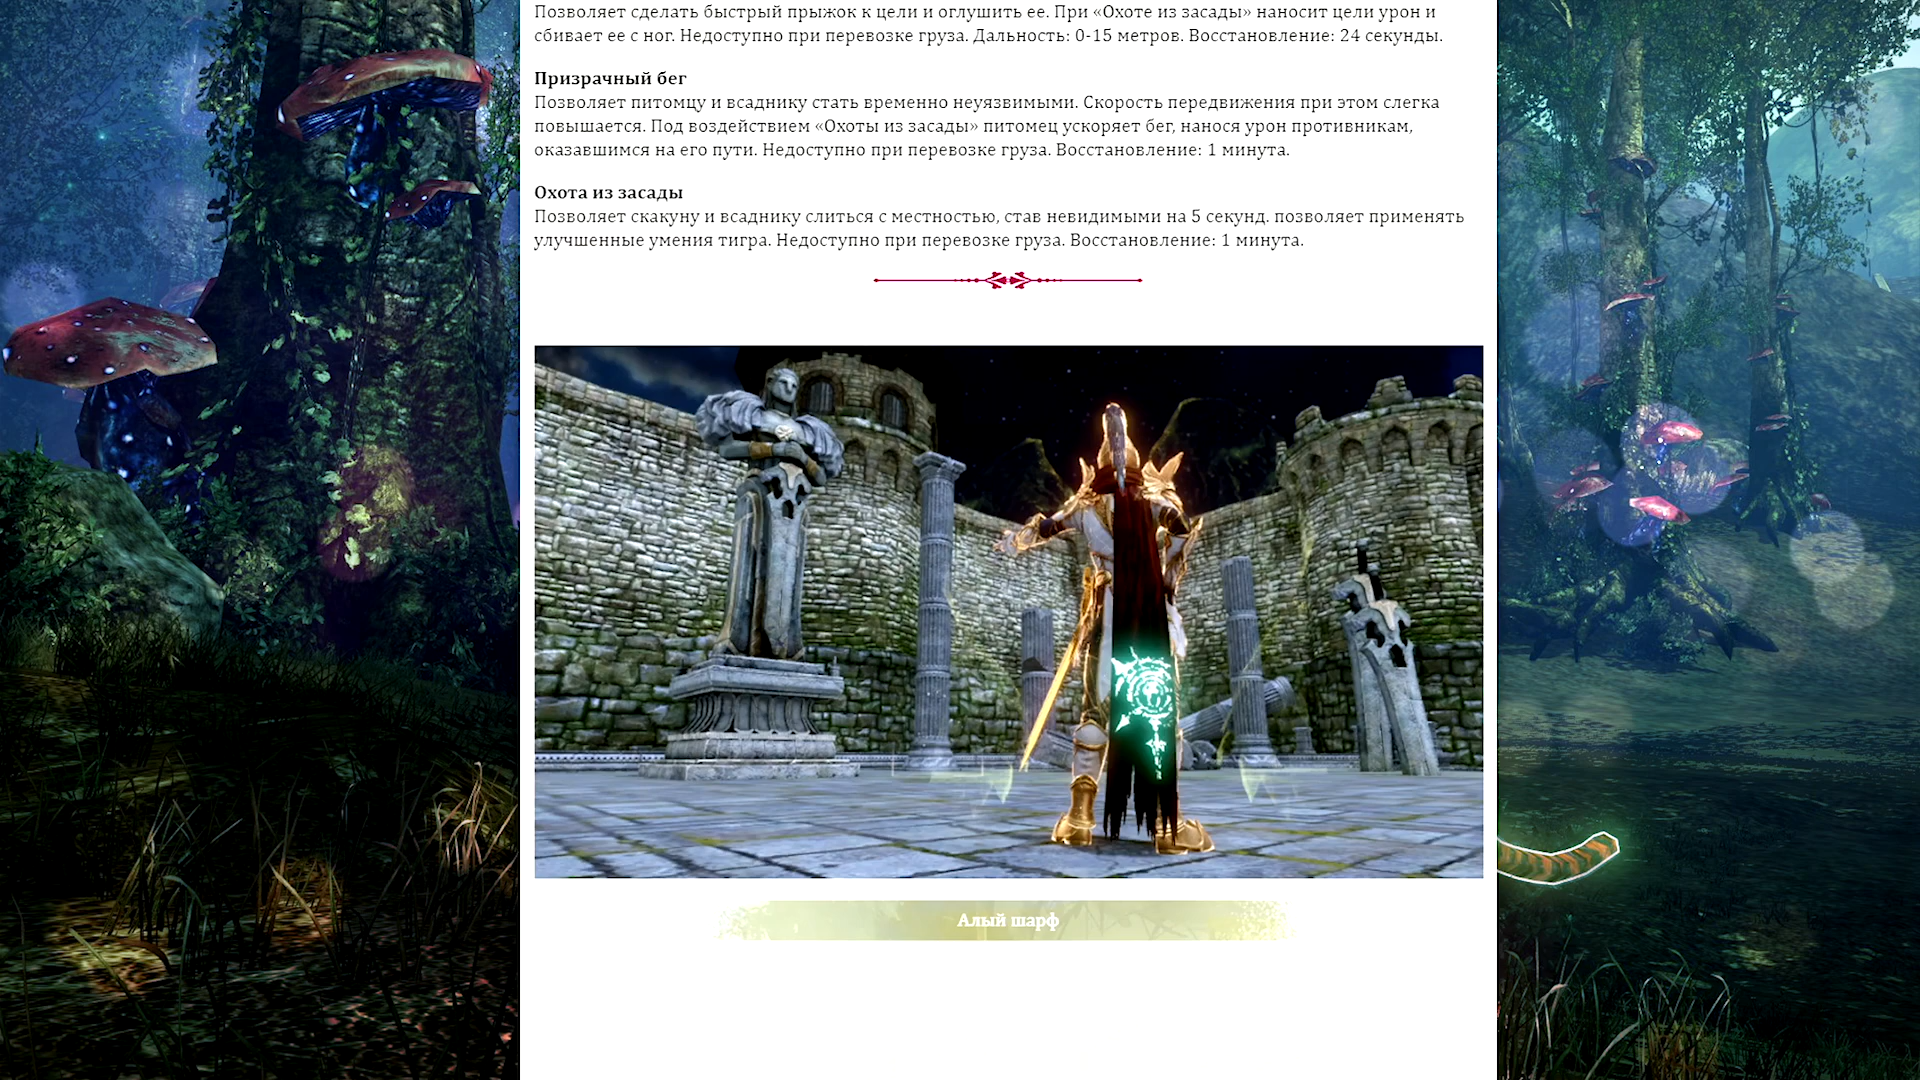 Позволяет сделать быстрый прыжок к цели и оглушить ее. При «Охоте из засады» наносит цели урон и
сбивает ее с ног. Недоступно при перевозке груза. Дальность: 0-15 метров. Восстановление: 24 секунды.
Призрачный бег
Позволяет питомцу и всаднику стать временно неуязвимыми. Скорость передвижения при этом слегка
повышается. Под воздействием «Охоты из засады» питомец ускоряет бег, нанося урон противникам,
оказавшимся на его пути. Недоступно при перевозке груза. Восстановление: 1 минута.
Охота из засады
Позволяет скакуну и всаднику слиться с местностью, став невидимыми на 5 секунд. позволяет применять
улучшенные умения тигра. Недоступно при перевозке груза. Восстановление: 1 минута.
Алый шарф